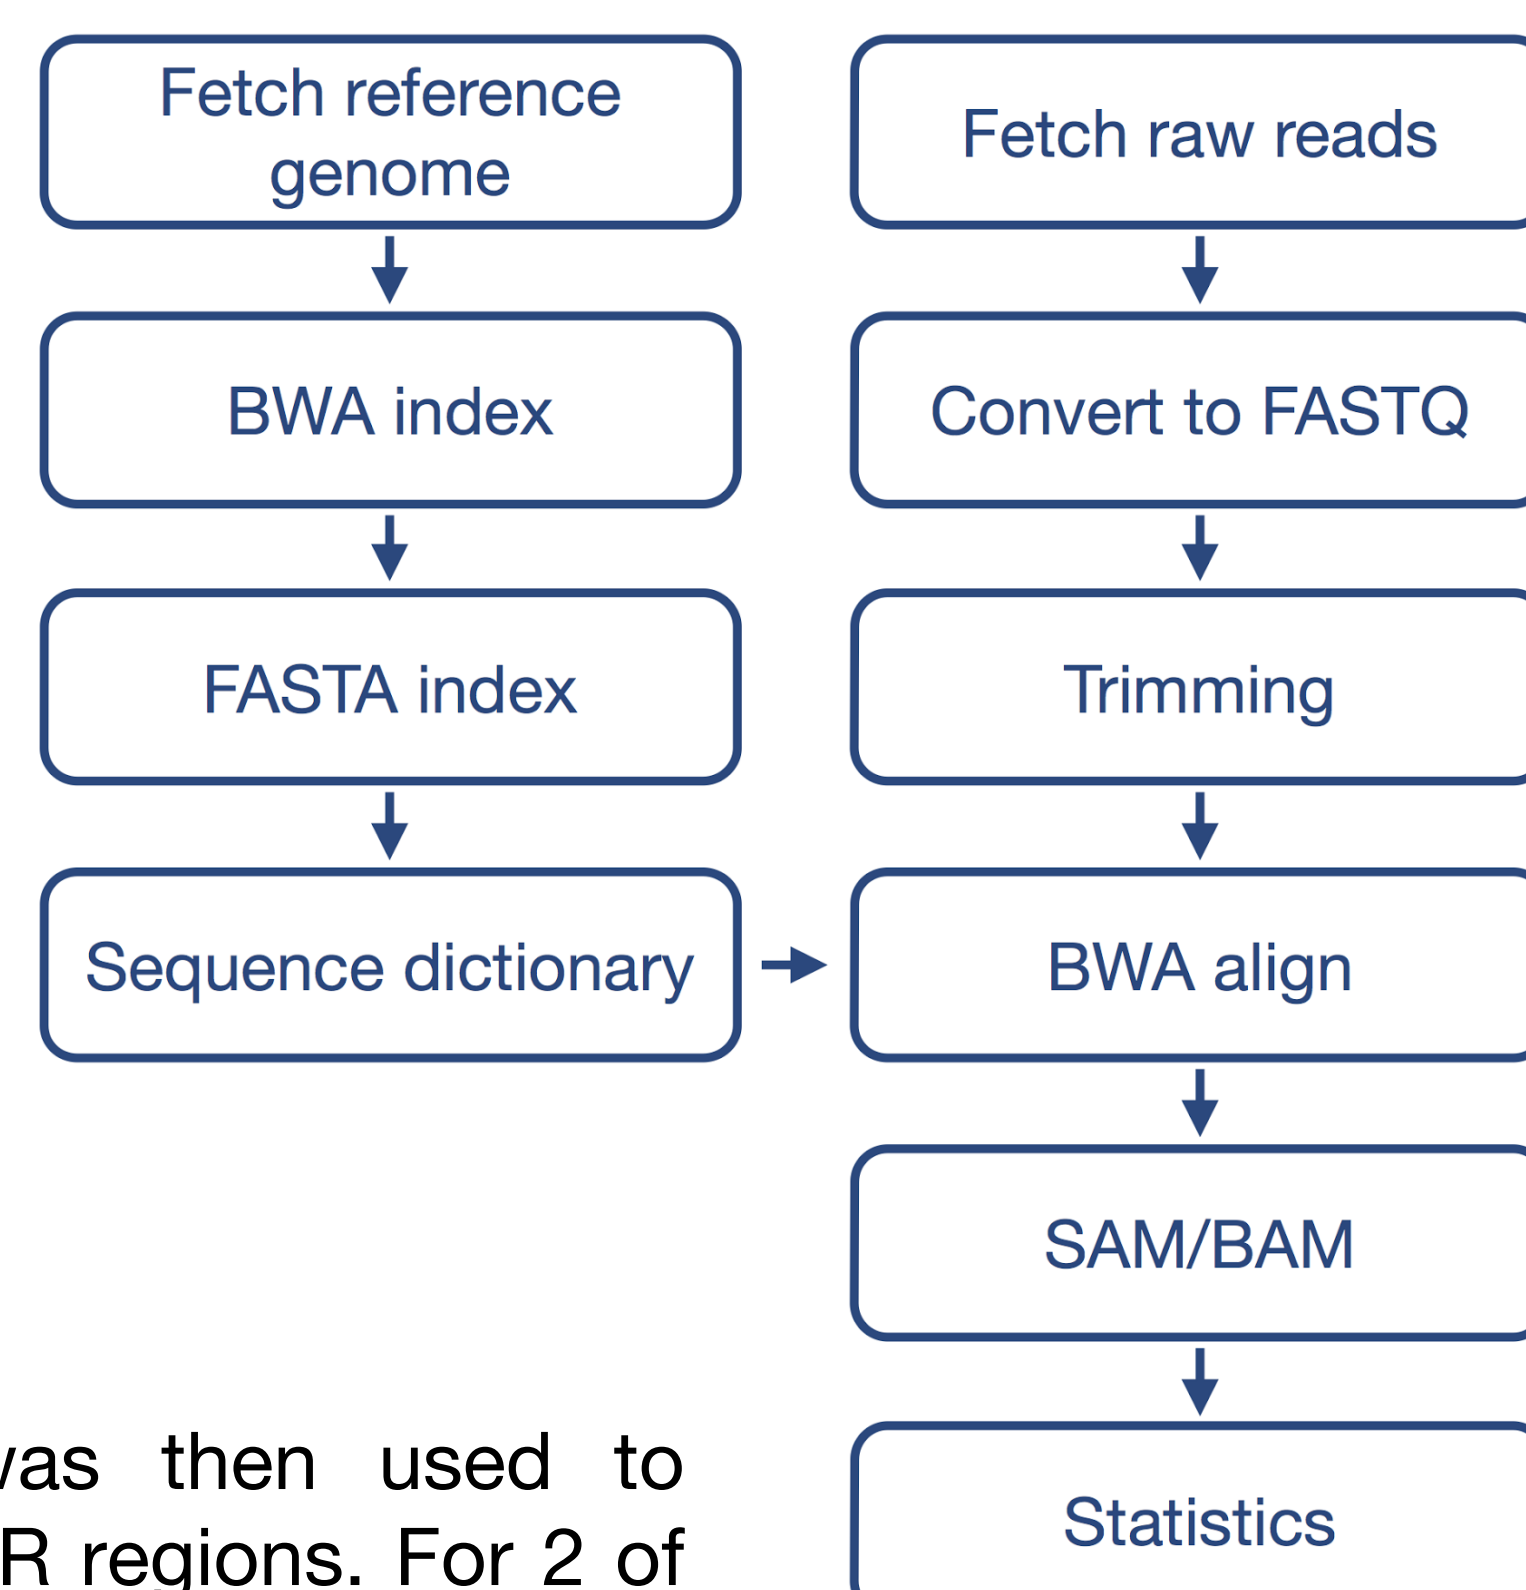 Fetch reference
genome
BWA index
FASTA index
Sequence dictionary
Fetch raw reads
Convert to FASTQ
Trimming
BWA align
SAM/BAM
Statistics
then used to
regions. For 2 of